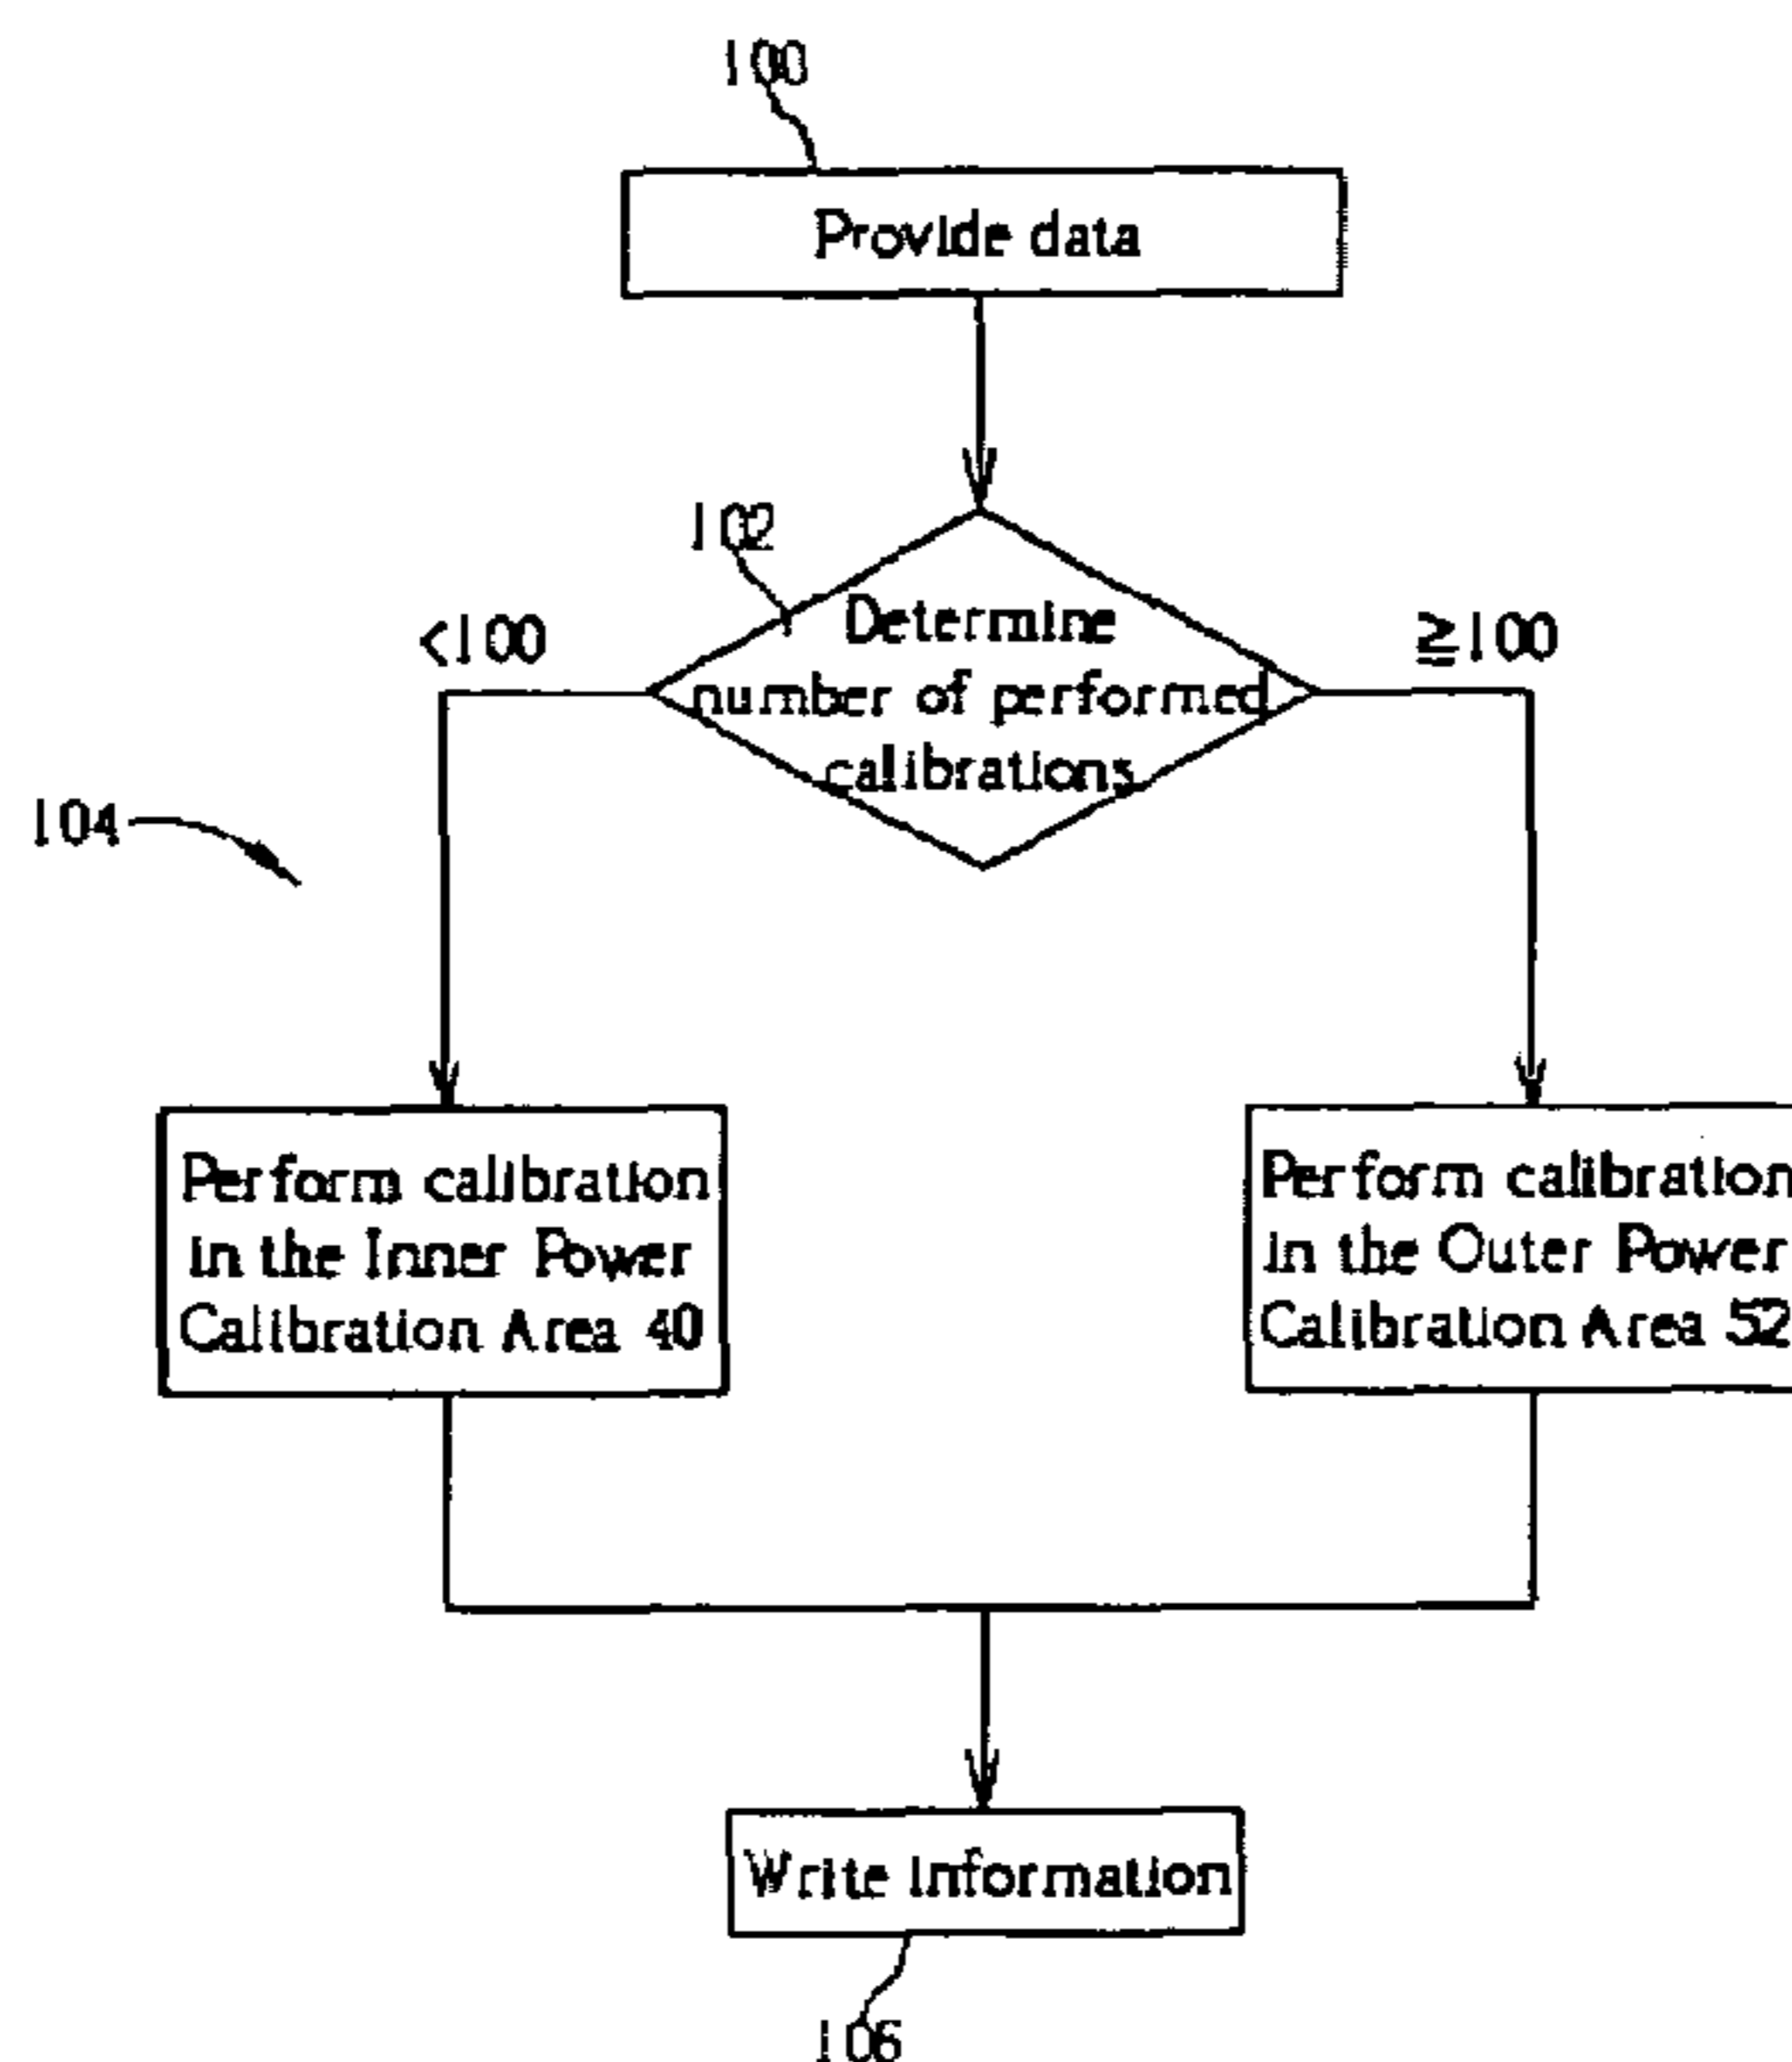 100
Provide data
102
Determine
number of performed
calibrations
<100
≧100
104
Perform calibration
in the Inner Power
Calibration Area 40
Perform calibration
in the Outer Power
Calibration Area 52
Write information
106